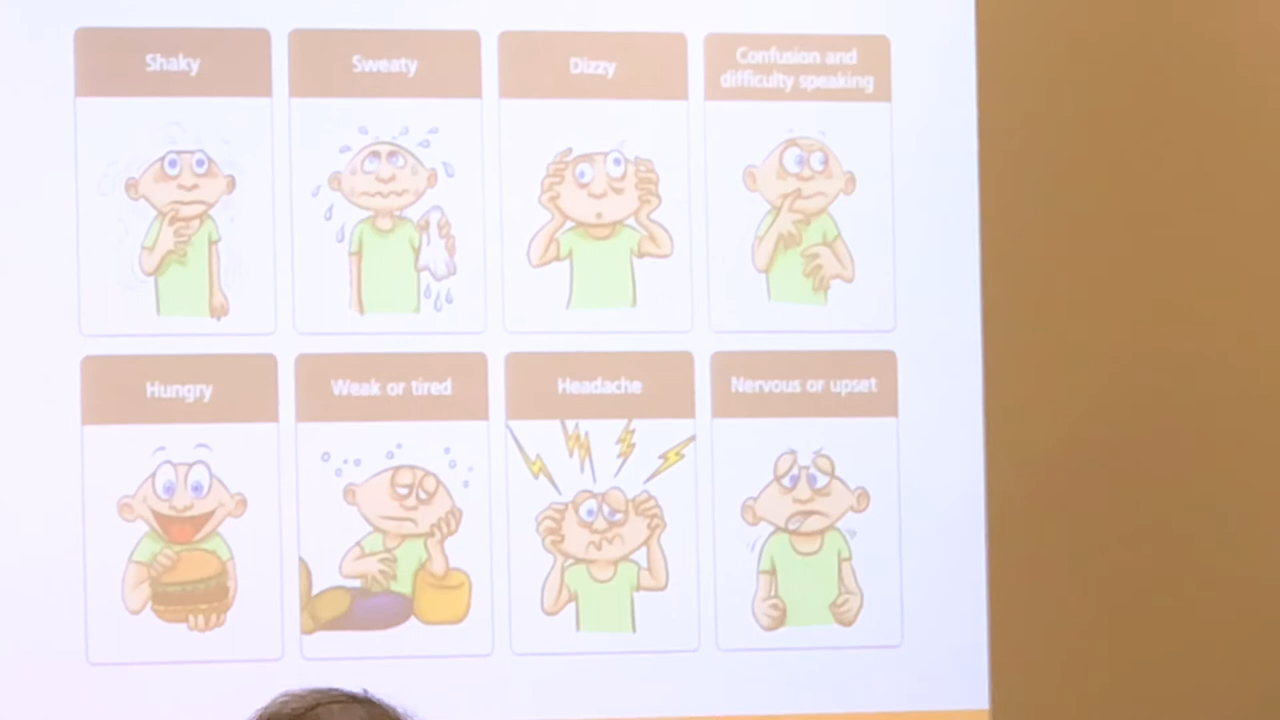 Shaky
Sweaty
Dizzy
Confusion and
difficulty speaking
Hungry
Weak or tired
Headache
Nervous or upset